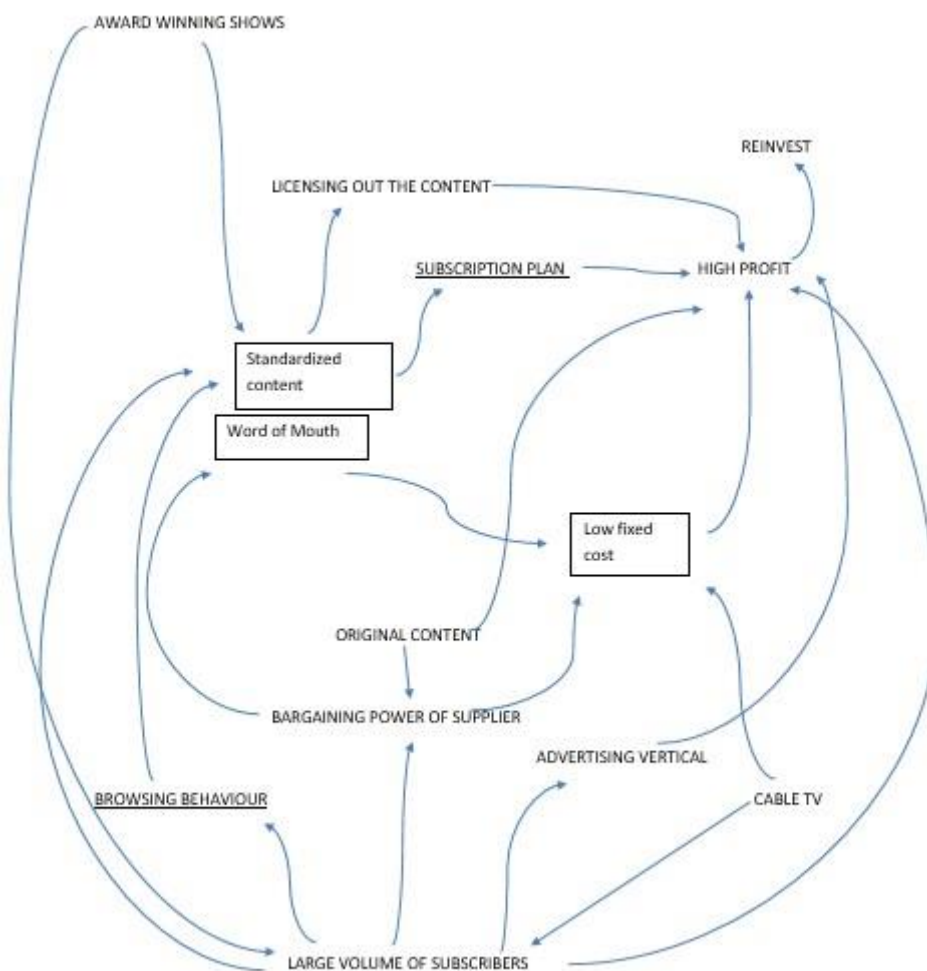 AWARD WINNING SHOWS
REINVEST
LICENSING OUT THE CONTENT
SUBSCRIPTION PLAN
HIGH PROFIT
Standardized
content
Word of Mouth
Low fixed
cost
ORIGINAL CONTENT
BARGAINING POWER OF SUPPLIER
ADVERTISING VERTICAL
BROWSING BEHAVIOUR
CABLE TV
LARGE VOLUME OF SUBSCRIBERS